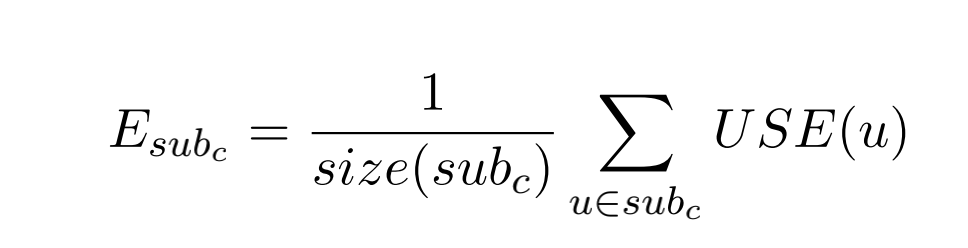 E_{sub_c} = \frac{1}{size(sub_c)} \sum_{u \in sub_c} USE(u)